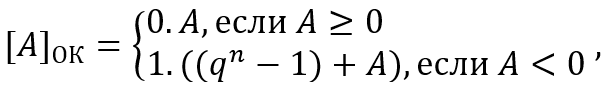 [A]ОК = {0. A, если A ≥ 0
1. ((qⁿ − 1) + A), если A < 0 ,